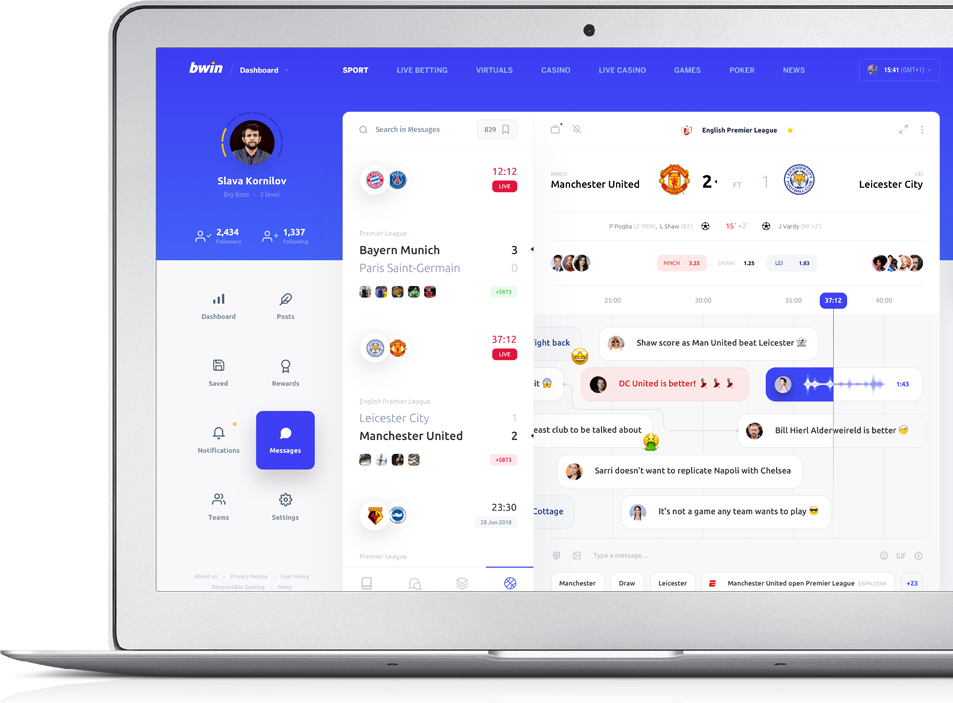 bwin / Dashboard
SPORT
LIVE BETTING
VIRTUALS
CASINO
LIVE CASINO
GAMES
POKER
NEWS
15:41 (GMT+1)
Slava Kornilov
Big Boss • 2 level
2,434
Followers
1,337
Following
Dashboard
Posts
Saved
Rewards
Notifications
Messages
Teams
Settings
About us • Privacy Notice • User Policy
Responsible Gaming • News
Search in Messages
839
12:12
LIVE
Premier League
Bayern Munich 3
Paris Saint-Germain 0
+$873
37:12
LIVE
English Premier League
Leicester City 1
Manchester United 2
+$873
23:30
28 Jun 2018
Premier League
English Premier League
MNCH
Manchester United
2 FT 1
LEI
Leicester City
P Pogba (3' PEN), L Shaw (83')
15' +2'
J Vardy (90'+2')
MNCH 3.25
DRAW 1.25
LEI 1.83
25:00
30:00
35:00
37:12
40:00
fight back
Shaw score as Man United beat Leicester
it
DC United is better!
1:43
east club to be talked about
Bill Hierl Alderweireld is better
Sarri doesn't want to replicate Napoli with Chelsea
Cottage
It's not a game any team wants to play
Type a message...
GIF
Manchester
Draw
Leicester
Manchester United open Premier League ESPN.COM
+23